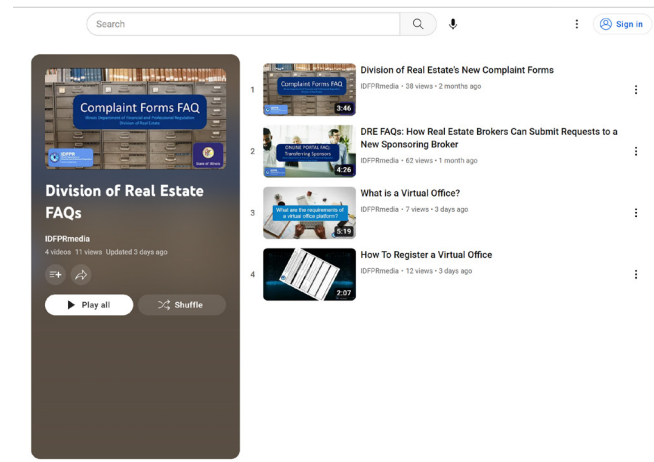 Search
Sign in
Complaint Forms FAQ
Illinois Department of Financial and Professional Regulation
Division of Real Estate
IDFPR
State of Illinois
Division of Real Estate
FAQs
IDFPRmedia
4 videos 11 views Updated 3 days ago
Play all
Shuffle
1
Complaint Forms FAQ
3:46
Division of Real Estate's New Complaint Forms
IDFPRmedia • 38 views • 2 months ago
2
ONLINE PORTAL FAQ:
Transferring Sponsors
4:26
DRE FAQs: How Real Estate Brokers Can Submit Requests to a
New Sponsoring Broker
IDFPRmedia • 62 views • 1 month ago
3
What are the requirements of
a virtual office platform?
5:19
What is a Virtual Office?
IDFPRmedia • 7 views • 3 days ago
4
2:07
How To Register a Virtual Office
IDFPRmedia • 12 views • 3 days ago